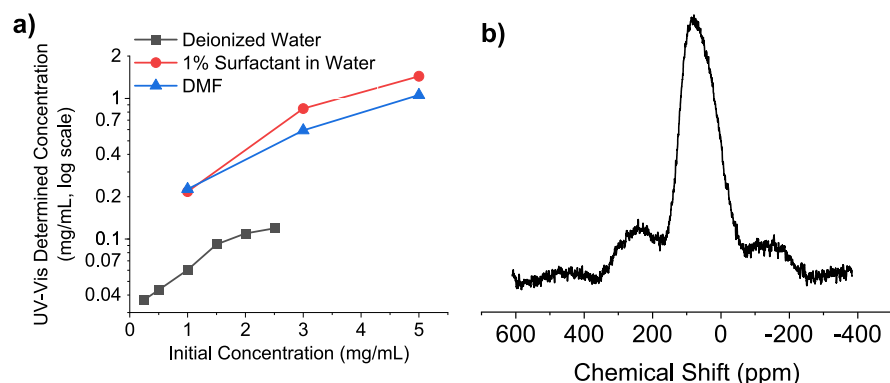 a)
Deionized Water
1% Surfactant in Water
DMF
UV-Vis Determined Concentration
(mg/mL, log scale)
2
1
0.7
0.4
0.2
0.1
0.07
0.04
0 1 2 3 4 5
Initial Concentration (mg/mL)
b)
600 400 200 0 -200 -400
Chemical Shift (ppm)